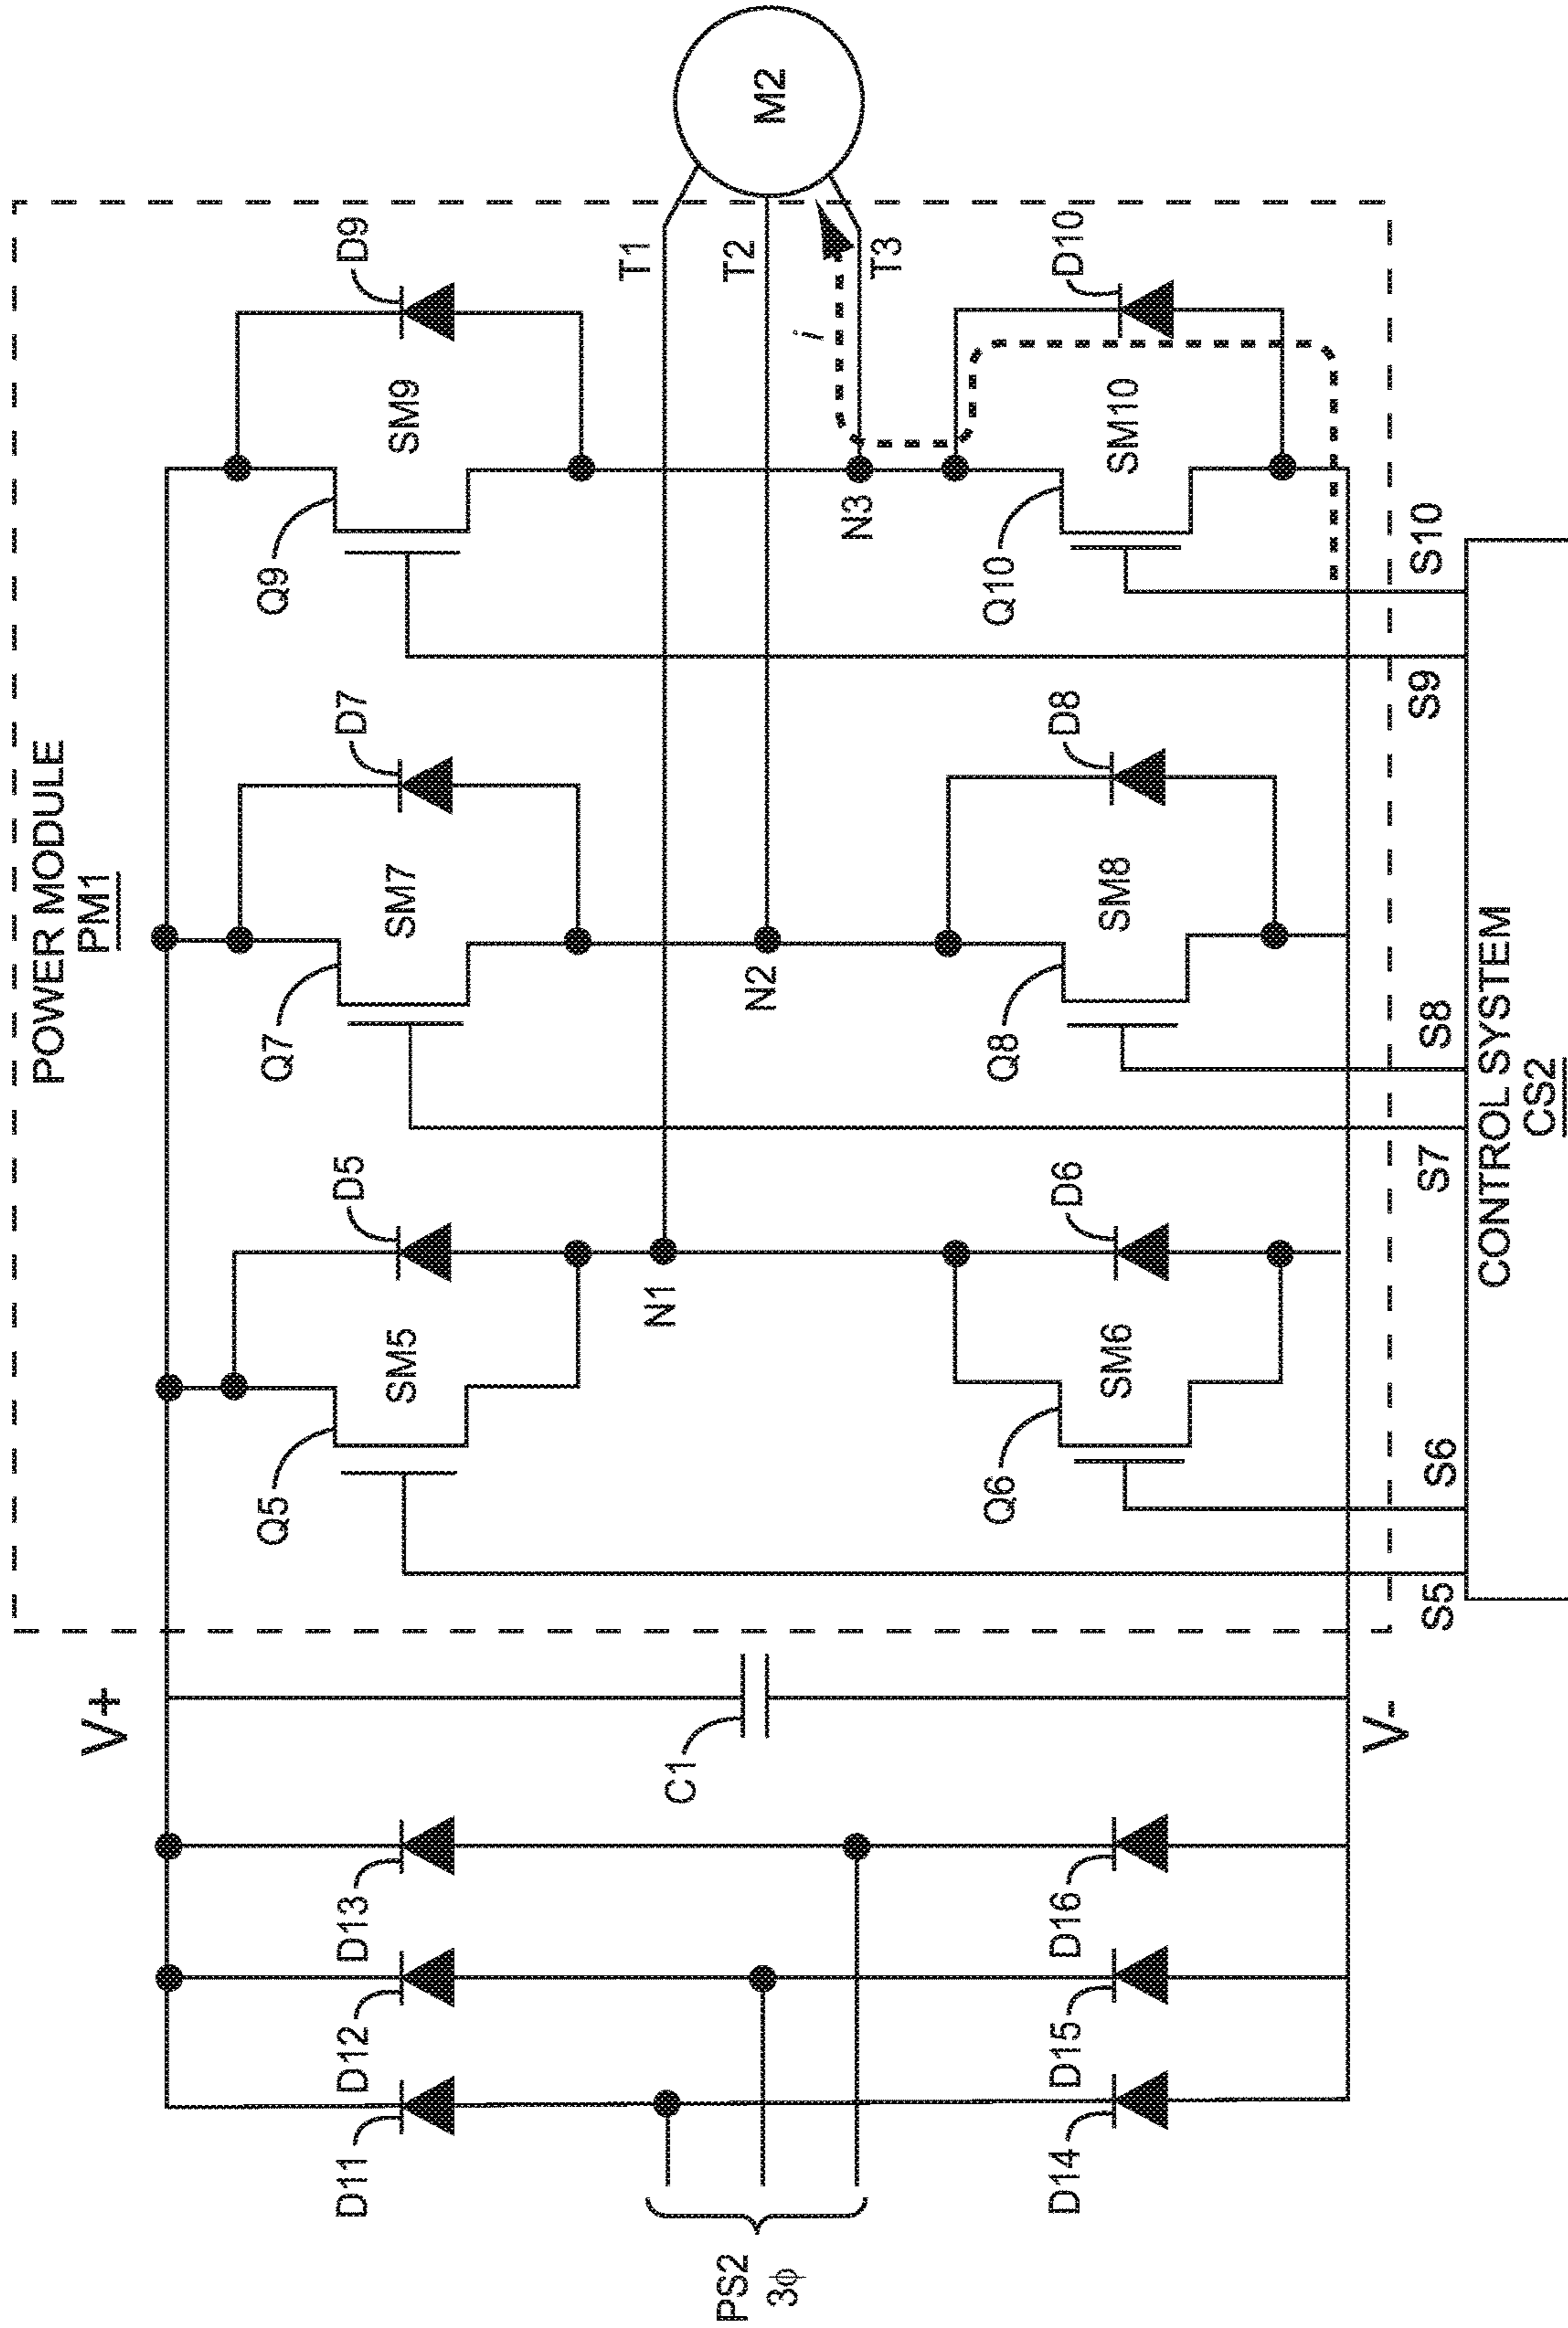 POWER MODULE
PM1
V+
D11
D12
D13
Q5
SM5
D5
Q7
SM7
D7
Q9
SM9
D9
C1
N1
T1
PS2
3ϕ
N2
T2
M2
N3
i
T3
D14
D15
D16
Q6
SM6
D6
Q8
SM8
D8
Q10
SM10
D10
V-
S5
S6
S7
S8
S9
S10
CONTROL SYSTEM
CS2